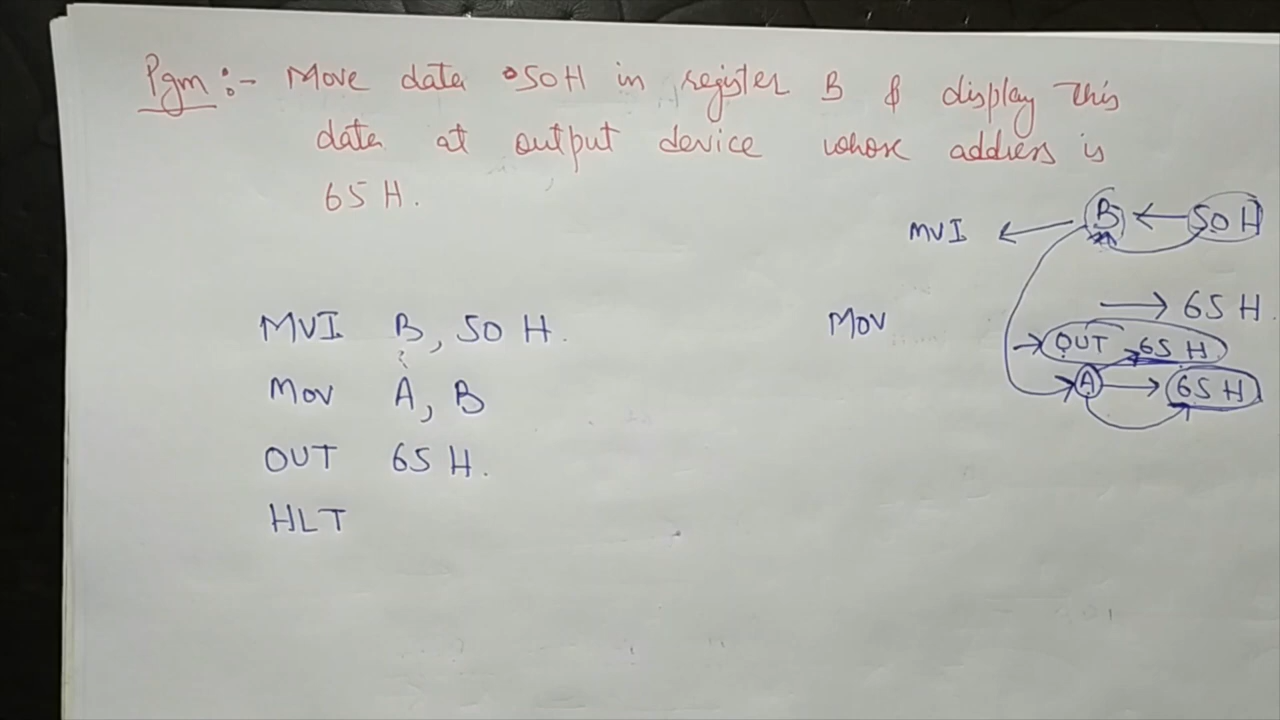 Pgm :- Move data 50H in register B & display this
data at output device whose address is
65 H.
MVI B, 50 H.
Mov A, B
OUT 65 H.
HLT
MVI ← B ← 50 H
Mov
→ 65 H.
→ OUT 65 H
A → 65 H